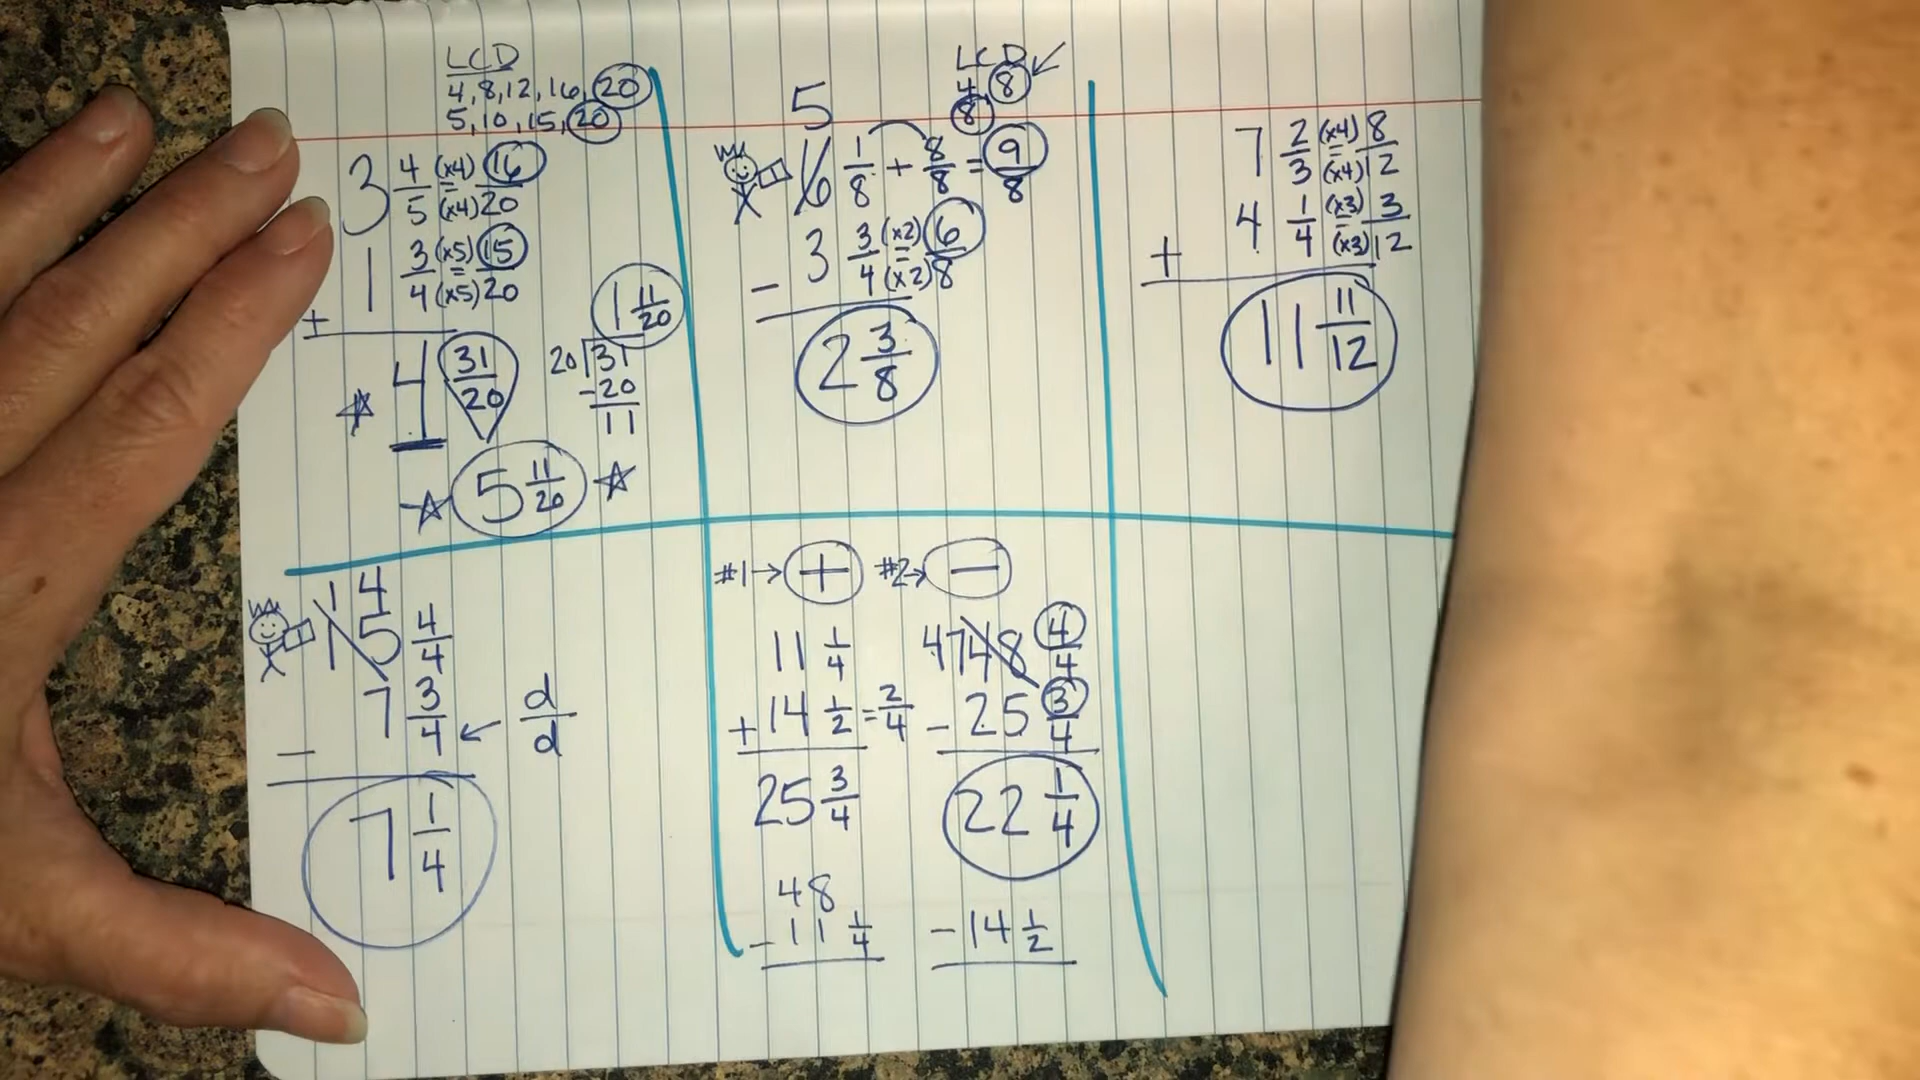 LCD
4, 8, 12, 16, 20
5, 10, 15, 20
3 4/5 (x4) = 16
(x4) 20
1 3/4 (x5) = 15
(x5) 20
+
4 31/20
1 11/20
20 31
-20
11
5 11/20
LCD
4, 8
8
5
6 1/8 + 8/8 = 9/8
- 3 3/4 (x2) = 6
(x2) 8
2 3/8
7 2/3 (x4) = 8
(x4) 12
4 1/4 (x3) = 3
(x3) 12
+
11 11/12
14
15 4/4
- 7 3/4 ← d/d
7 1/4
#1→ + #2→ -
11 1/4
+ 14 1/2 = 2/4
25 3/4
47 48 4/4
- 25 3/4
22 1/4
48
- 11 1/4
- 14 1/2